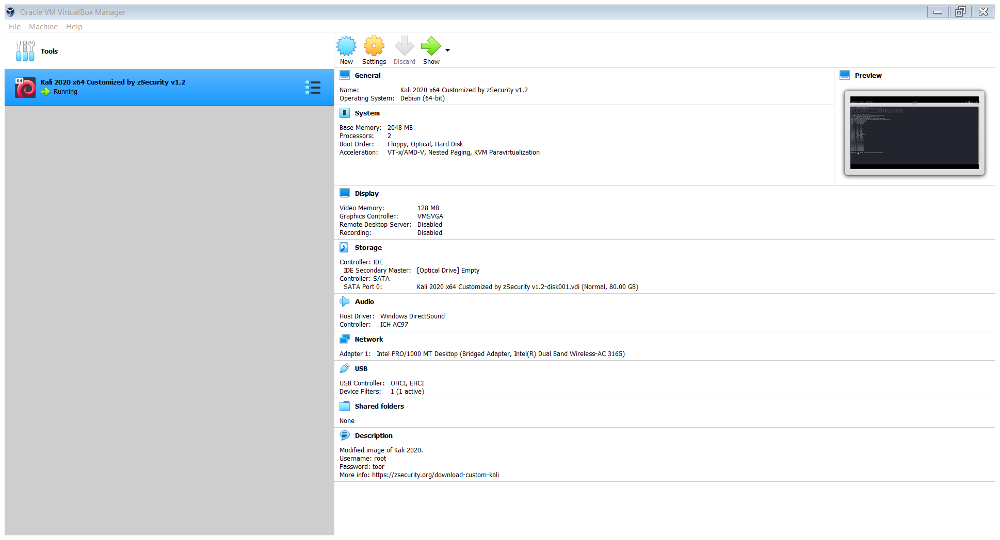 Oracle VM VirtualBox Manager
File Machine Help
Tools
64
Kali 2020 x64 Customized by zSecurity v1.2
Running
New Settings Discard Show
General
Name: Kali 2020 x64 Customized by zSecurity v1.2
Operating System: Debian (64-bit)
Preview
System
Base Memory: 2048 MB
Processors: 2
Boot Order: Floppy, Optical, Hard Disk
Acceleration: VT-x/AMD-V, Nested Paging, KVM Paravirtualization
Display
Video Memory: 128 MB
Graphics Controller: VMSVGA
Remote Desktop Server: Disabled
Recording: Disabled
Storage
Controller: IDE
IDE Secondary Master: [Optical Drive] Empty
Controller: SATA
SATA Port 0: Kali 2020 x64 Customized by zSecurity v1.2-disk001.vdi (Normal, 80.00 GB)
Audio
Host Driver: Windows DirectSound
Controller: ICH AC97
Network
Adapter 1: Intel PRO/1000 MT Desktop (Bridged Adapter, Intel(R) Dual Band Wireless-AC 3165)
USB
USB Controller: OHCI, EHCI
Device Filters: 1 (1 active)
Shared folders
None
Description
Modified image of Kali 2020.
Username: root
Password: toor
More info: https://zsecurity.org/download-custom-kali